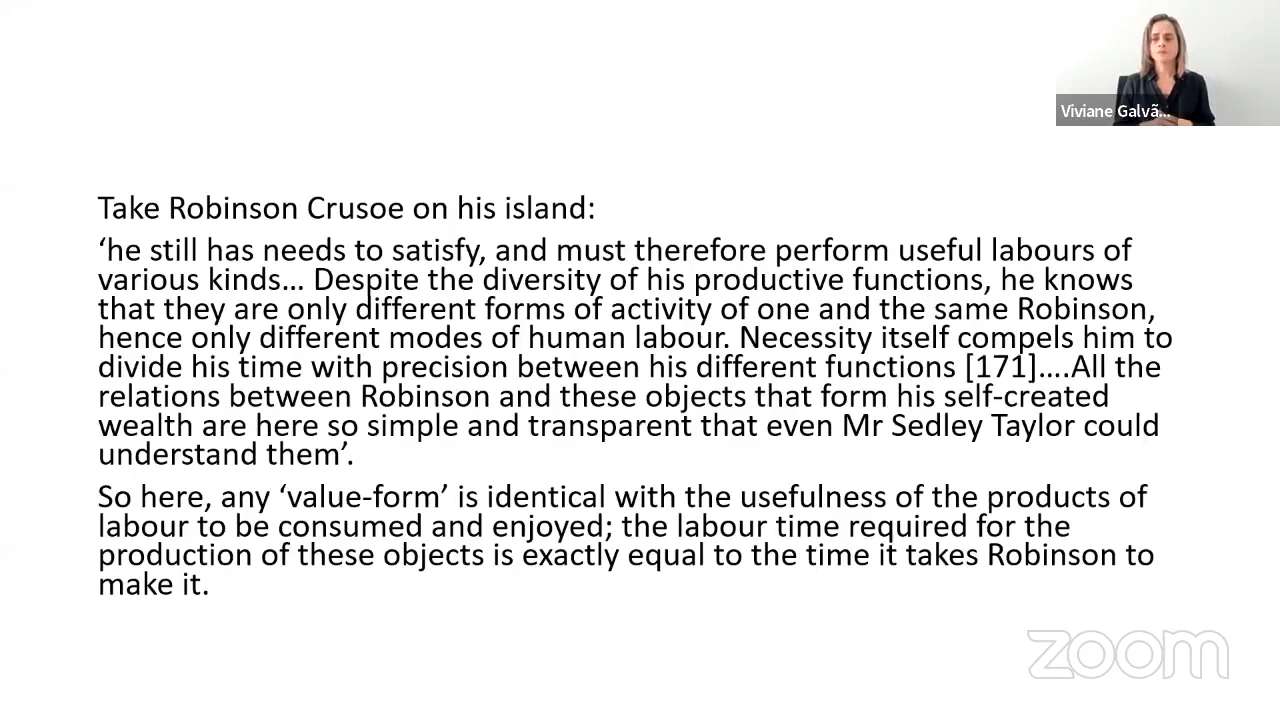 Viviane Galvã...
Take Robinson Crusoe on his island:
‘he still has needs to satisfy, and must therefore perform useful labours of
various kinds… Despite the diversity of his productive functions, he knows
that they are only different forms of activity of one and the same Robinson,
hence only different modes of human labour. Necessity itself compels him to
divide his time with precision between his different functions [171]….All the
relations between Robinson and these objects that form his self-created
wealth are here so simple and transparent that even Mr Sedley Taylor could
understand them’.
So here, any ‘value-form’ is identical with the usefulness of the products of
labour to be consumed and enjoyed; the labour time required for the
production of these objects is exactly equal to the time it takes Robinson to
make it.
zoom